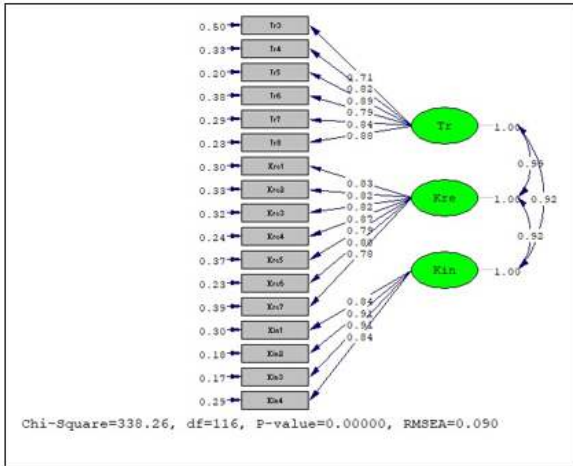 0.50 Tr3
0.33 Tr4
0.20 Tr5
0.38 Tr6
0.29 Tr7
0.23 Tr8
0.30 Kre1
0.33 Kre2
0.32 Kre3
0.24 Kre4
0.37 Kre5
0.23 Kre6
0.39 Kre7
0.30 Kin1
0.18 Kin2
0.17 Kin3
0.29 Kin4
0.71
0.82
0.89
0.79
0.84
0.88
0.83
0.82
0.82
0.87
0.79
0.78
0.84
0.91
0.91
0.84
Tr 1.00
Kre 1.00
Kin 1.00
0.92
0.92
Chi-Square=338.26, df=116, P-value=0.00000, RMSEA=0.090